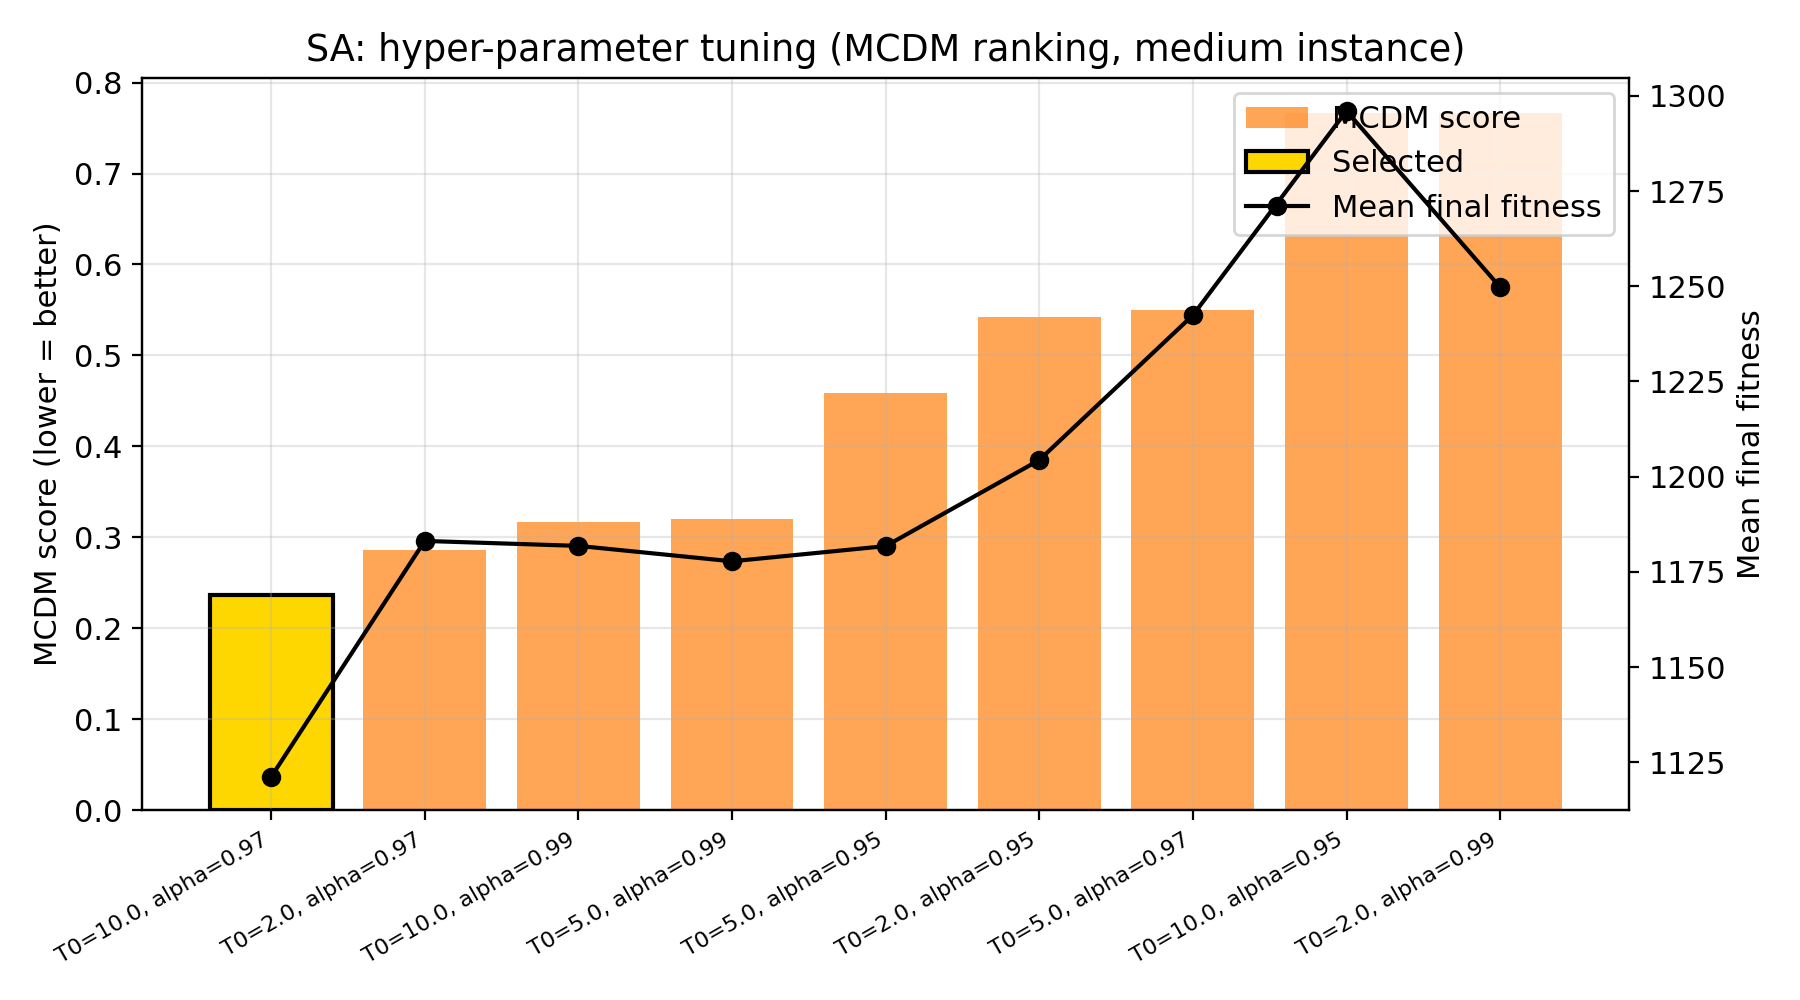 SA: hyper-parameter tuning (MCDM ranking, medium instance)
MCDM score (lower = better)
0.8
0.7
0.6
0.5
0.4
0.3
0.2
0.1
0.0
MCDM score
Selected
Mean final fitness
1300
1275
1250
1225
1200
1175
1150
1125
Mean final fitness
T0=10.0, alpha=0.97
T0=2.0, alpha=0.97
T0=10.0, alpha=0.99
T0=5.0, alpha=0.99
T0=5.0, alpha=0.95
T0=2.0, alpha=0.95
T0=5.0, alpha=0.97
T0=10.0, alpha=0.95
T0=2.0, alpha=0.99